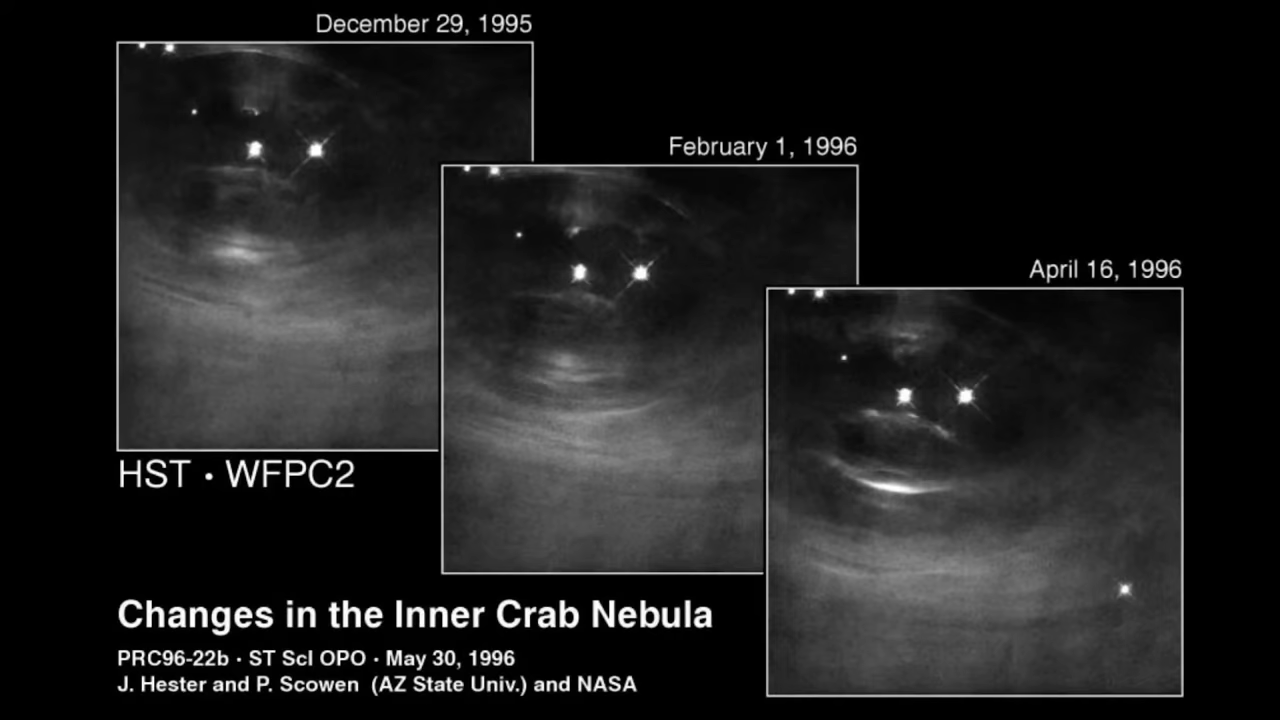 December 29, 1995
February 1, 1996
April 16, 1996
HST • WFPC2
Changes in the Inner Crab Nebula
PRC96-22b · ST ScI OPO · May 30, 1996
J. Hester and P. Scowen (AZ State Univ.) and NASA